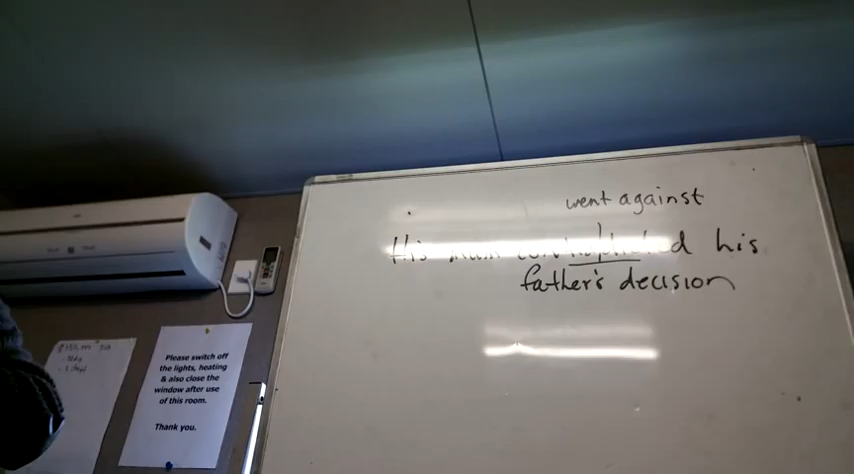 went against
His mum contradicted his
father's decision
Please switch off
the lights, heating
& also close the
window after use
of this room.
Thank you.